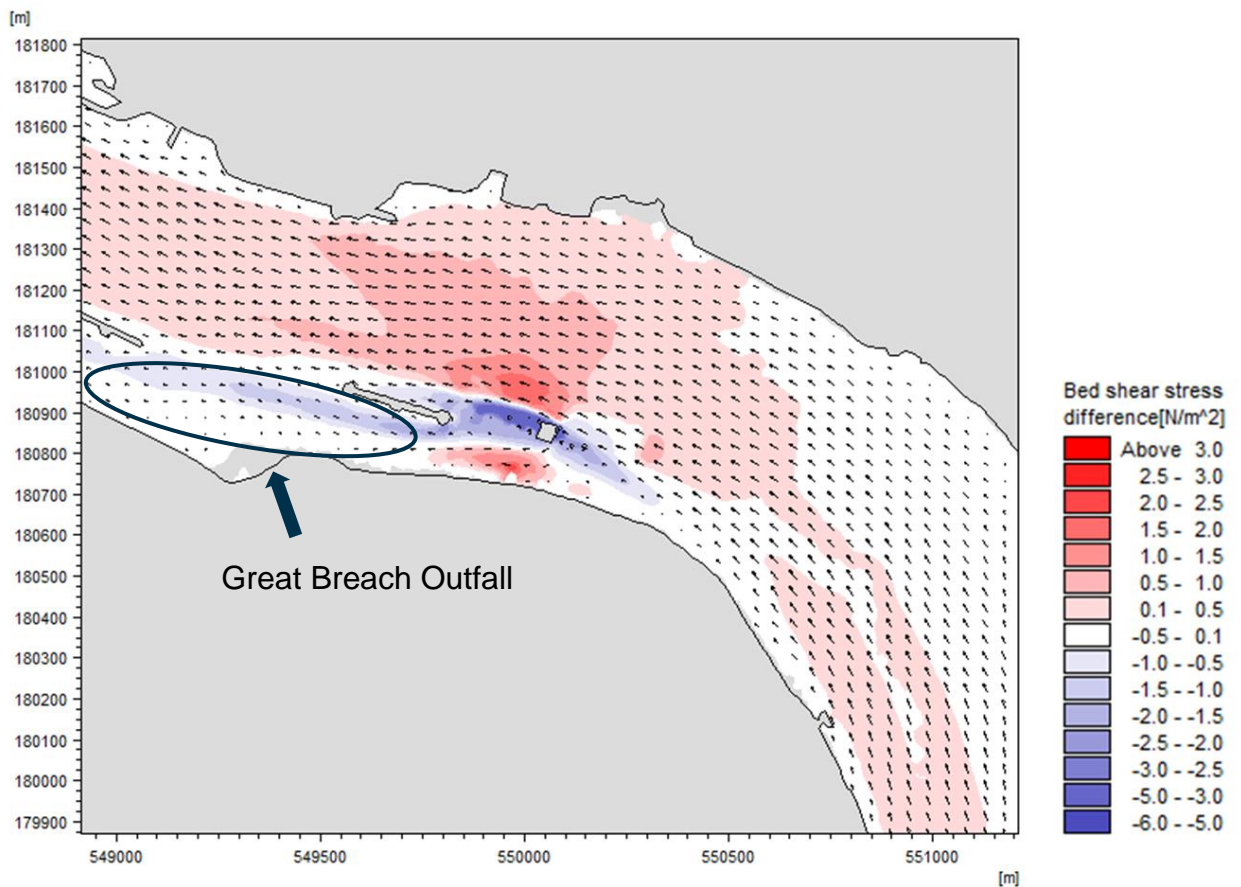 [m]
181800
181700
181600
181500
181400
181300
181200
181100
181000
180900
180800
180700
180600
180500
180400
180300
180200
180100
180000
179900
549000
549500
550000
550500
551000
[m]
Great Breach Outfall
Bed shear stress
difference[N/m^2]
Above 3.0
2.5 - 3.0
2.0 - 2.5
1.5 - 2.0
1.0 - 1.5
0.5 - 1.0
0.1 - 0.5
-0.5 - 0.1
-1.0 - -0.5
-1.5 - -1.0
-2.0 - -1.5
-2.5 - -2.0
-3.0 - -2.5
-5.0 - -3.0
-6.0 - -5.0